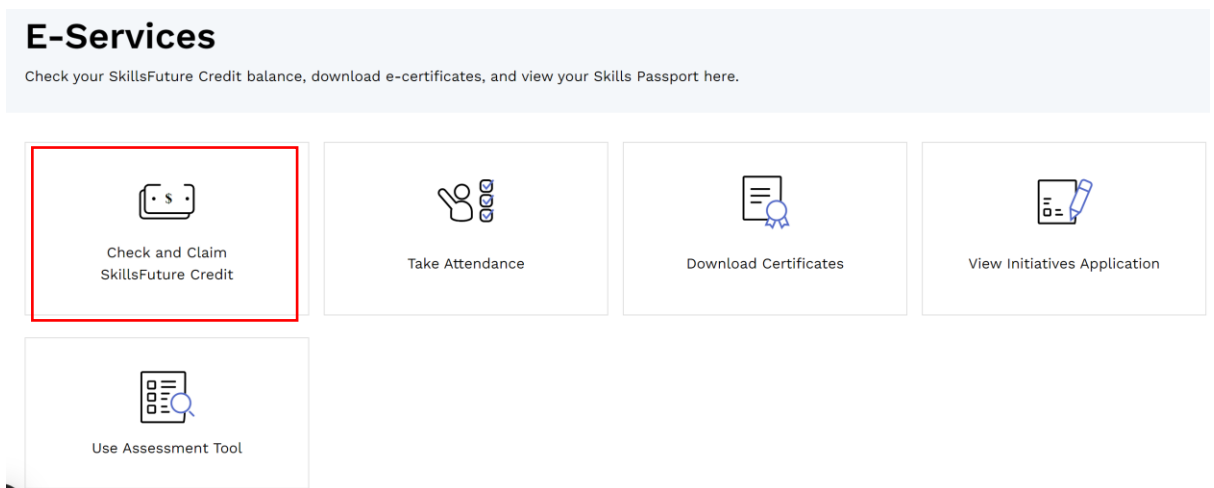 E-Services
Check your SkillsFuture Credit balance, download e-certificates, and view your Skills Passport here.
$
Check and Claim
SkillsFuture Credit
Take Attendance
Download Certificates
View Initiatives Application
Use Assessment Tool